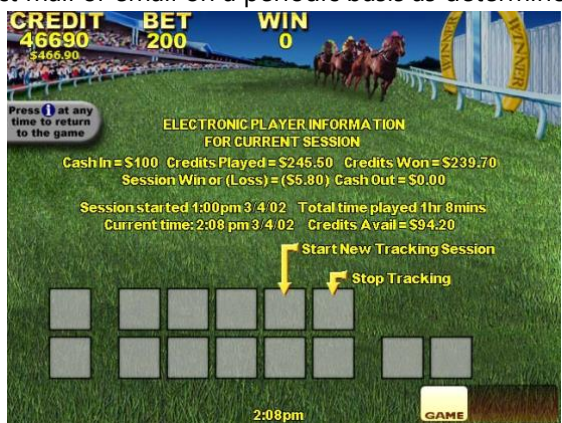 CREDIT BET WIN
46690 200 0
$466.90
WINNER
WINNER
Press i at any
time to return
to the game
ELECTRONIC PLAYER INFORMATION
FOR CURRENT SESSION
Cash In = $100 Credits Played = $245.50 Credits Won = $239.70
Session Win or (Loss) = ($5.80) Cash Out = $0.00
Session started 1:00pm 3/4/02 Total time played 1hr 8mins
Current time: 2:08 pm 3/4/02 Credits Avail = $94.20
Start New Tracking Session
Stop Tracking
GAME
2:08pm